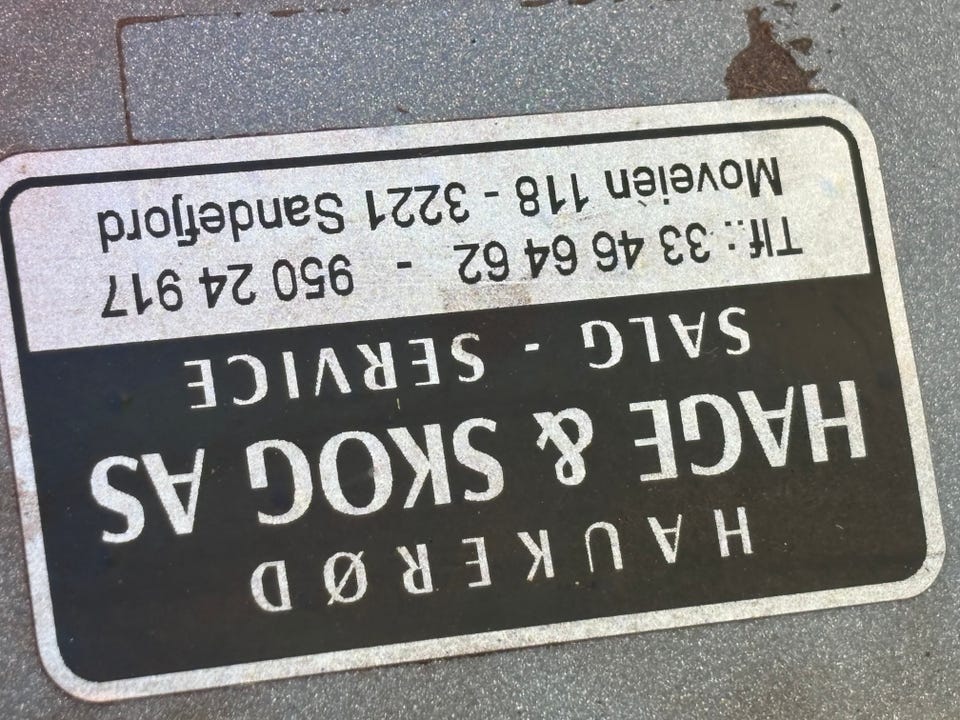 HAUKERØD
HAGE & SKOG AS
SALG - SERVICE
Tlf.: 33 46 64 62 - 950 24 917
Moveien 118 - 3221 Sandefjord